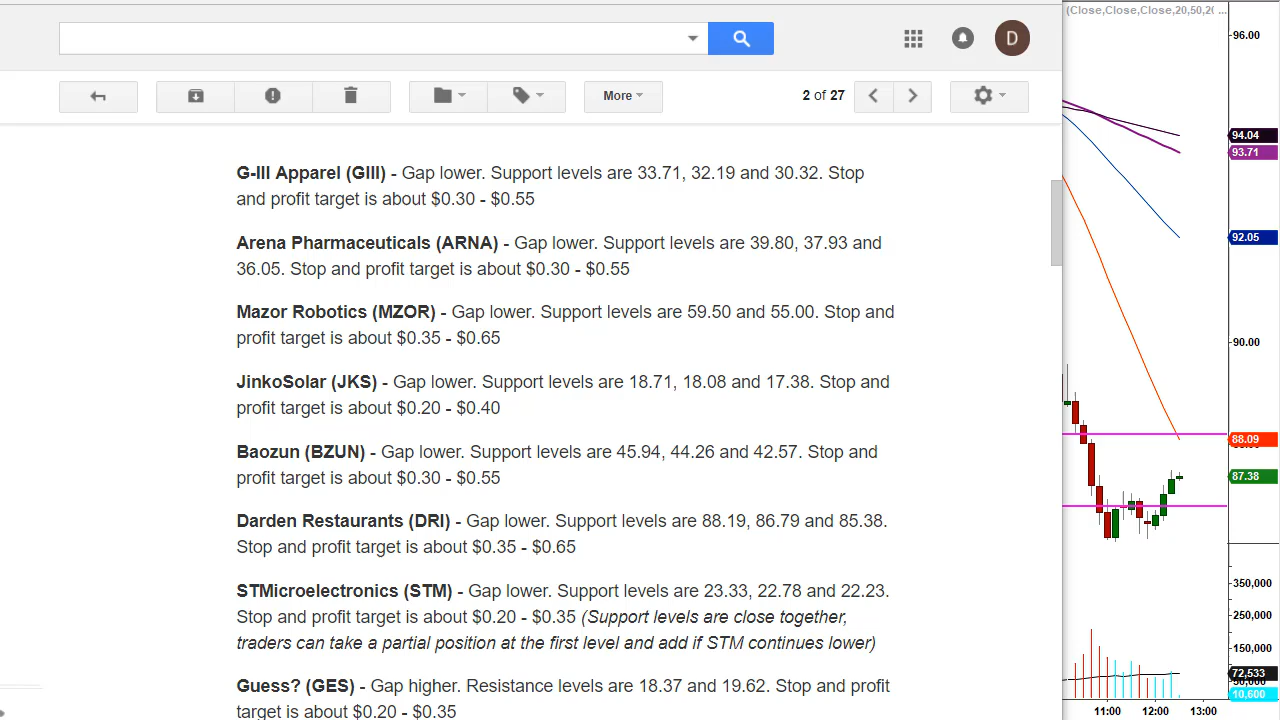 (Close,Close,Close,20,50,2( ...
96.00
D
More
2 of 27
94.04
93.71
G-III Apparel (GIII) - Gap lower. Support levels are 33.71, 32.19 and 30.32. Stop
and profit target is about $0.30 - $0.55
Arena Pharmaceuticals (ARNA) - Gap lower. Support levels are 39.80, 37.93 and
36.05. Stop and profit target is about $0.30 - $0.55
92.05
Mazor Robotics (MZOR) - Gap lower. Support levels are 59.50 and 55.00. Stop and
profit target is about $0.35 - $0.65
90.00
JinkoSolar (JKS) - Gap lower. Support levels are 18.71, 18.08 and 17.38. Stop and
profit target is about $0.20 - $0.40
88.09
Baozun (BZUN) - Gap lower. Support levels are 45.94, 44.26 and 42.57. Stop and
profit target is about $0.30 - $0.55
87.38
Darden Restaurants (DRI) - Gap lower. Support levels are 88.19, 86.79 and 85.38.
Stop and profit target is about $0.35 - $0.65
STMicroelectronics (STM) - Gap lower. Support levels are 23.33, 22.78 and 22.23.
Stop and profit target is about $0.20 - $0.35 (Support levels are close together,
traders can take a partial position at the first level and add if STM continues lower)
350,000
250,000
150,000
72,533
10,600
Guess? (GES) - Gap higher. Resistance levels are 18.37 and 19.62. Stop and profit
target is about $0.20 - $0.35
11:00 12:00 13:00